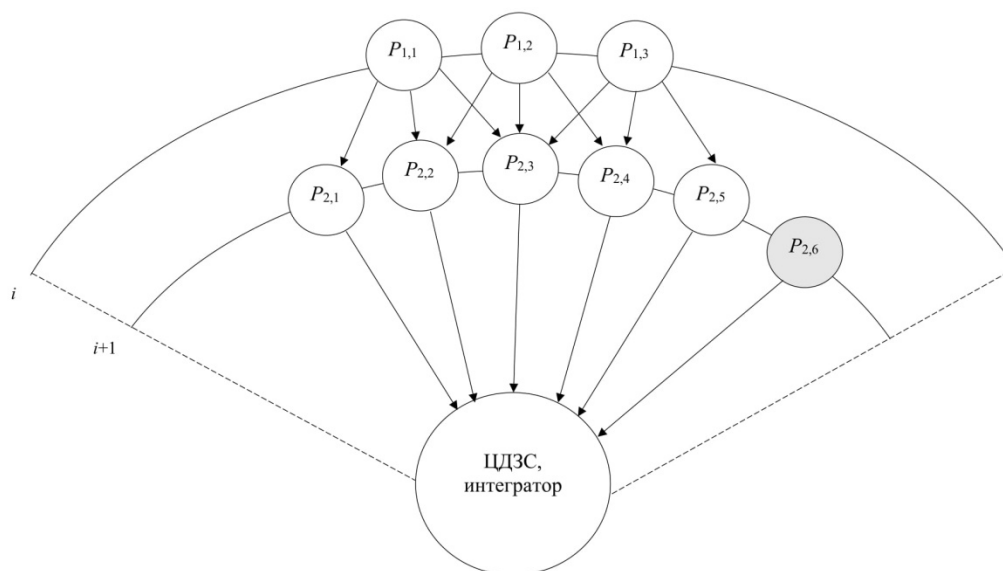 P1,1
P1,2
P1,3
P2,1
P2,2
P2,3
P2,4
P2,5
P2,6
i
i+1
ЦДЗС,
интегратор